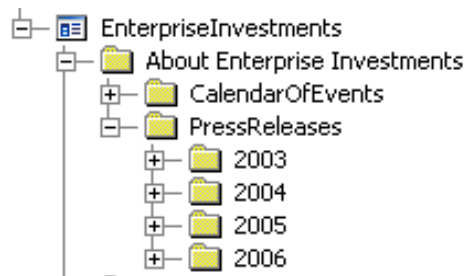 EnterpriseInvestments
About Enterprise Investments
CalendarOfEvents
PressReleases
2003
2004
2005
2006